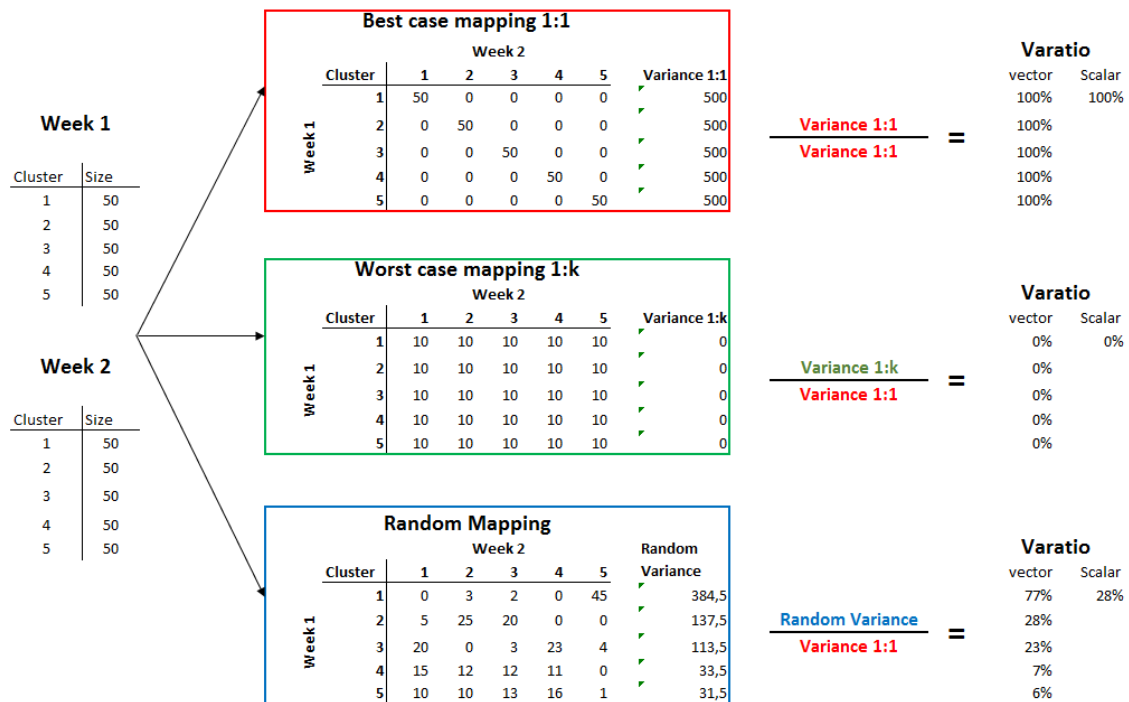 Week 1
Cluster Size
1 50
2 50
3 50
4 50
5 50
Week 2
Cluster Size
1 50
2 50
3 50
4 50
5 50
Best case mapping 1:1
Week 2
Cluster 1 2 3 4 5 Variance 1:1
Week 1
1 50 0 0 0 0 500
2 0 50 0 0 0 500
3 0 0 50 0 0 500
4 0 0 0 50 0 500
5 0 0 0 0 50 500
Variance 1:1
Variance 1:1
=
Varatio
vector Scalar
100% 100%
100%
100%
100%
100%
Worst case mapping 1:k
Week 2
Cluster 1 2 3 4 5 Variance 1:k
Week 1
1 10 10 10 10 10 0
2 10 10 10 10 10 0
3 10 10 10 10 10 0
4 10 10 10 10 10 0
5 10 10 10 10 10 0
Variance 1:k
Variance 1:1
=
Varatio
vector Scalar
0% 0%
0%
0%
0%
0%
Random Mapping
Week 2 Random
Cluster 1 2 3 4 5 Variance
Week 1
1 0 3 2 0 45 384,5
2 5 25 20 0 0 137,5
3 20 0 3 23 4 113,5
4 15 12 12 11 0 33,5
5 10 10 13 16 1 31,5
Random Variance
Variance 1:1
=
Varatio
vector Scalar
77% 28%
28%
23%
7%
6%